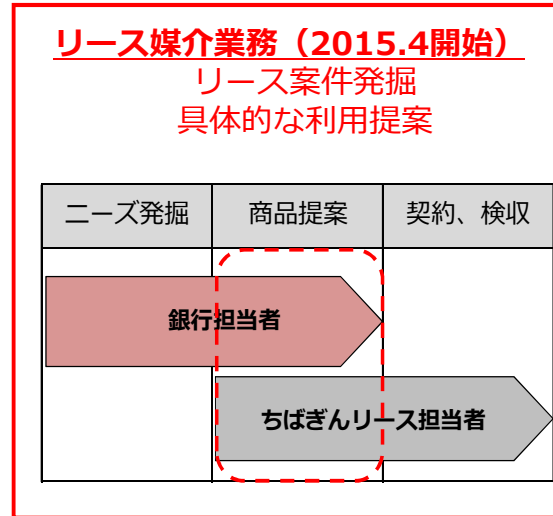 リース媒介業務（2015.4開始）
リース案件発掘
具体的な利用提案
ニーズ発掘
商品提案
契約、検収
銀行担当者
ちばぎんリース担当者